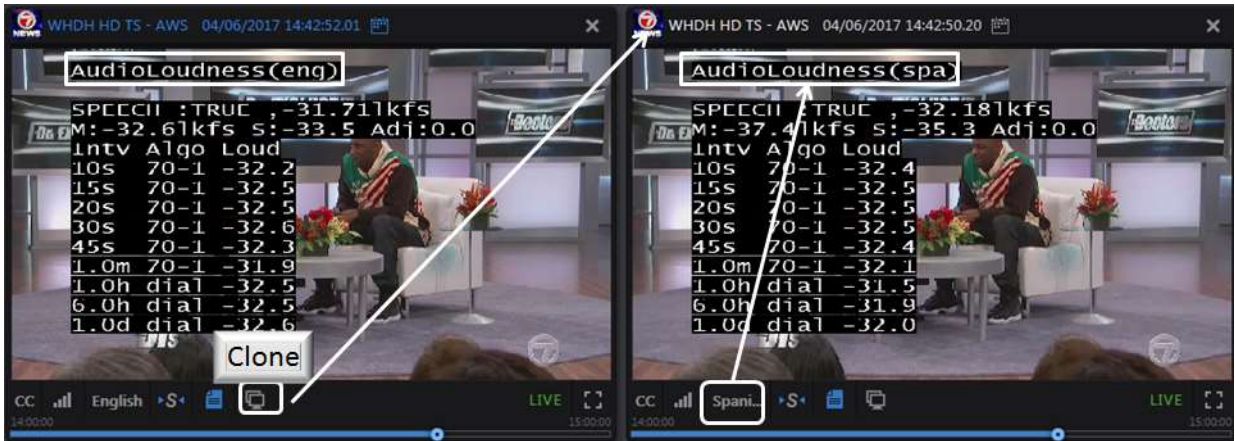 WHDH HD TS - AWS 04/06/2017 14:42:52.01
NEWS
AudioLoudness(eng)
SPEECH :TRUE ,-31.71lkfs
M:-32.6lkfs S:-33.5 Adj:0.0
Intv Algo Loud
10s 70-1 -32.2
15s 70-1 -32.5
20s 70-1 -32.5
30s 70-1 -32.6
45s 70-1 -32.3
1.0m 70-1 -31.9
1.0h dial -32.5
6.0h dial -32.5
1.0d dial -32.6
Doctors
Clone
CC English S LIVE
14:00:00 15:00:00
WHDH HD TS - AWS 04/06/2017 14:42:50.20
NEWS
AudioLoudness(spa)
SPEECH :TRUE ,-32.18lkfs
M:-37.4lkfs S:-35.3 Adj:0.0
Intv Algo Loud
10s 70-1 -32.4
15s 70-1 -32.5
20s 70-1 -32.5
30s 70-1 -32.5
45s 70-1 -32.4
1.0m 70-1 -32.1
1.0h dial -31.5
6.0h dial -31.9
1.0d dial -32.0
Doctors
CC Spani... S LIVE
14:00:00 15:00:00